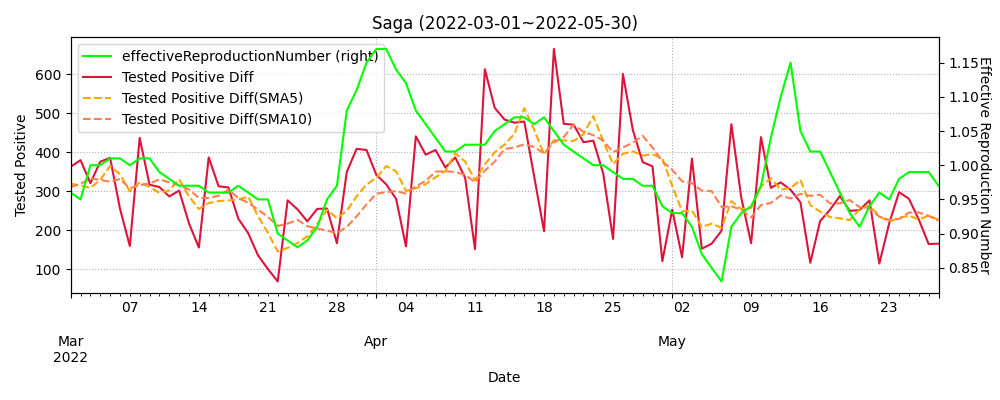 Saga (2022-03-01~2022-05-30)
effectiveReproductionNumber (right)
Tested Positive Diff
Tested Positive Diff(SMA5)
Tested Positive Diff(SMA10)
Tested Positive
600
500
400
300
200
100
Effective Reproduction Number
1.15
1.10
1.05
1.00
0.95
0.90
0.85
07 14 21 28 04 11 18 25 02 09 16 23
Mar Apr May
2022
Date